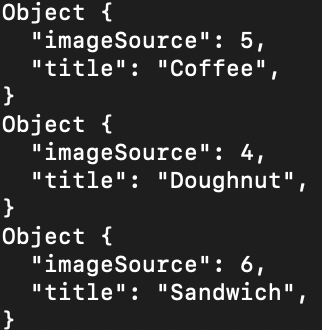 Object {
  "imageSource": 5,
  "title": "Coffee",
}
Object {
  "imageSource": 4,
  "title": "Doughnut",
}
Object {
  "imageSource": 6,
  "title": "Sandwich",
}